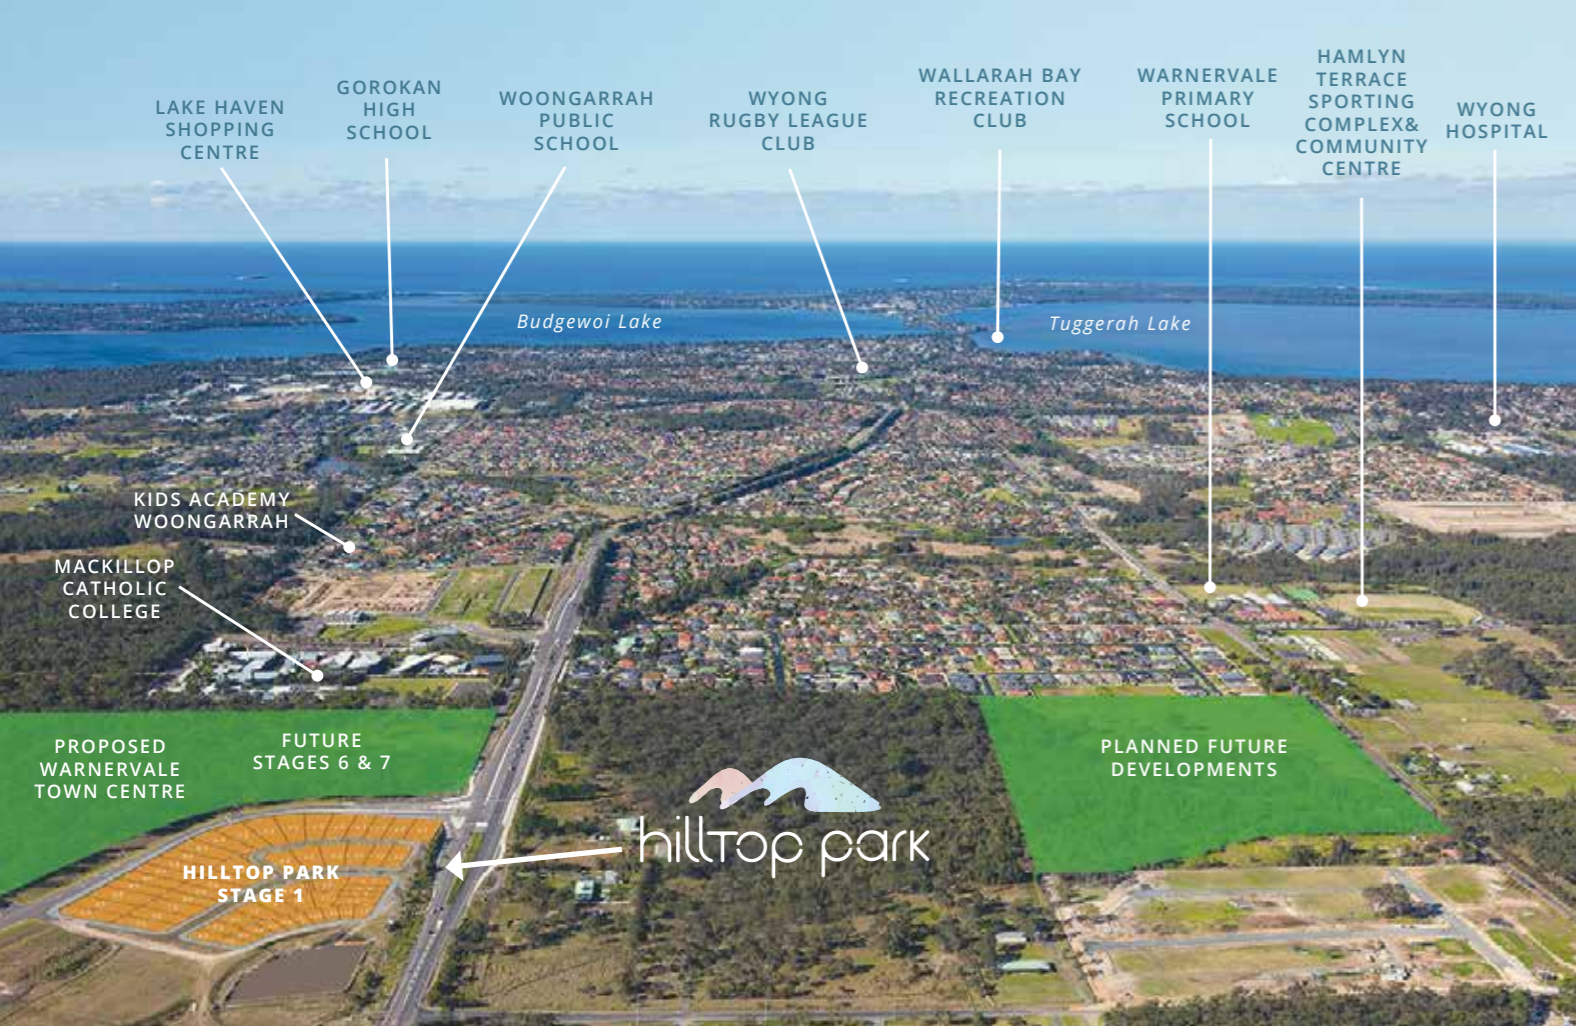 LAKE HAVEN
SHOPPING
CENTRE
GOROKAN
HIGH
SCHOOL
WOONGARRAH
PUBLIC
SCHOOL
WYONG
RUGBY LEAGUE
CLUB
WALLARAH BAY
RECREATION
CLUB
WARNERVALE
PRIMARY
SCHOOL
HAMLYN
TERRACE
SPORTING
COMPLEX&
COMMUNITY
CENTRE
WYONG
HOSPITAL
Budgewoi Lake
Tuggerah Lake
KIDS ACADEMY
WOONGARRAH
MACKILLOP
CATHOLIC
COLLEGE
PROPOSED
WARNERVALE
TOWN CENTRE
FUTURE
STAGES 6 & 7
PLANNED FUTURE
DEVELOPMENTS
hilltop park
HILLTOP PARK
STAGE 1